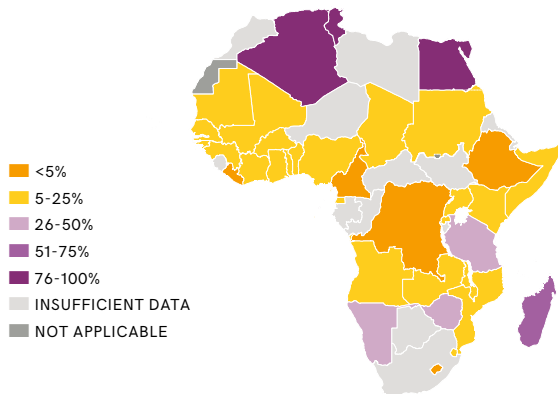 <5%
5-25%
26-50%
51-75%
76-100%
INSUFFICIENT DATA
NOT APPLICABLE